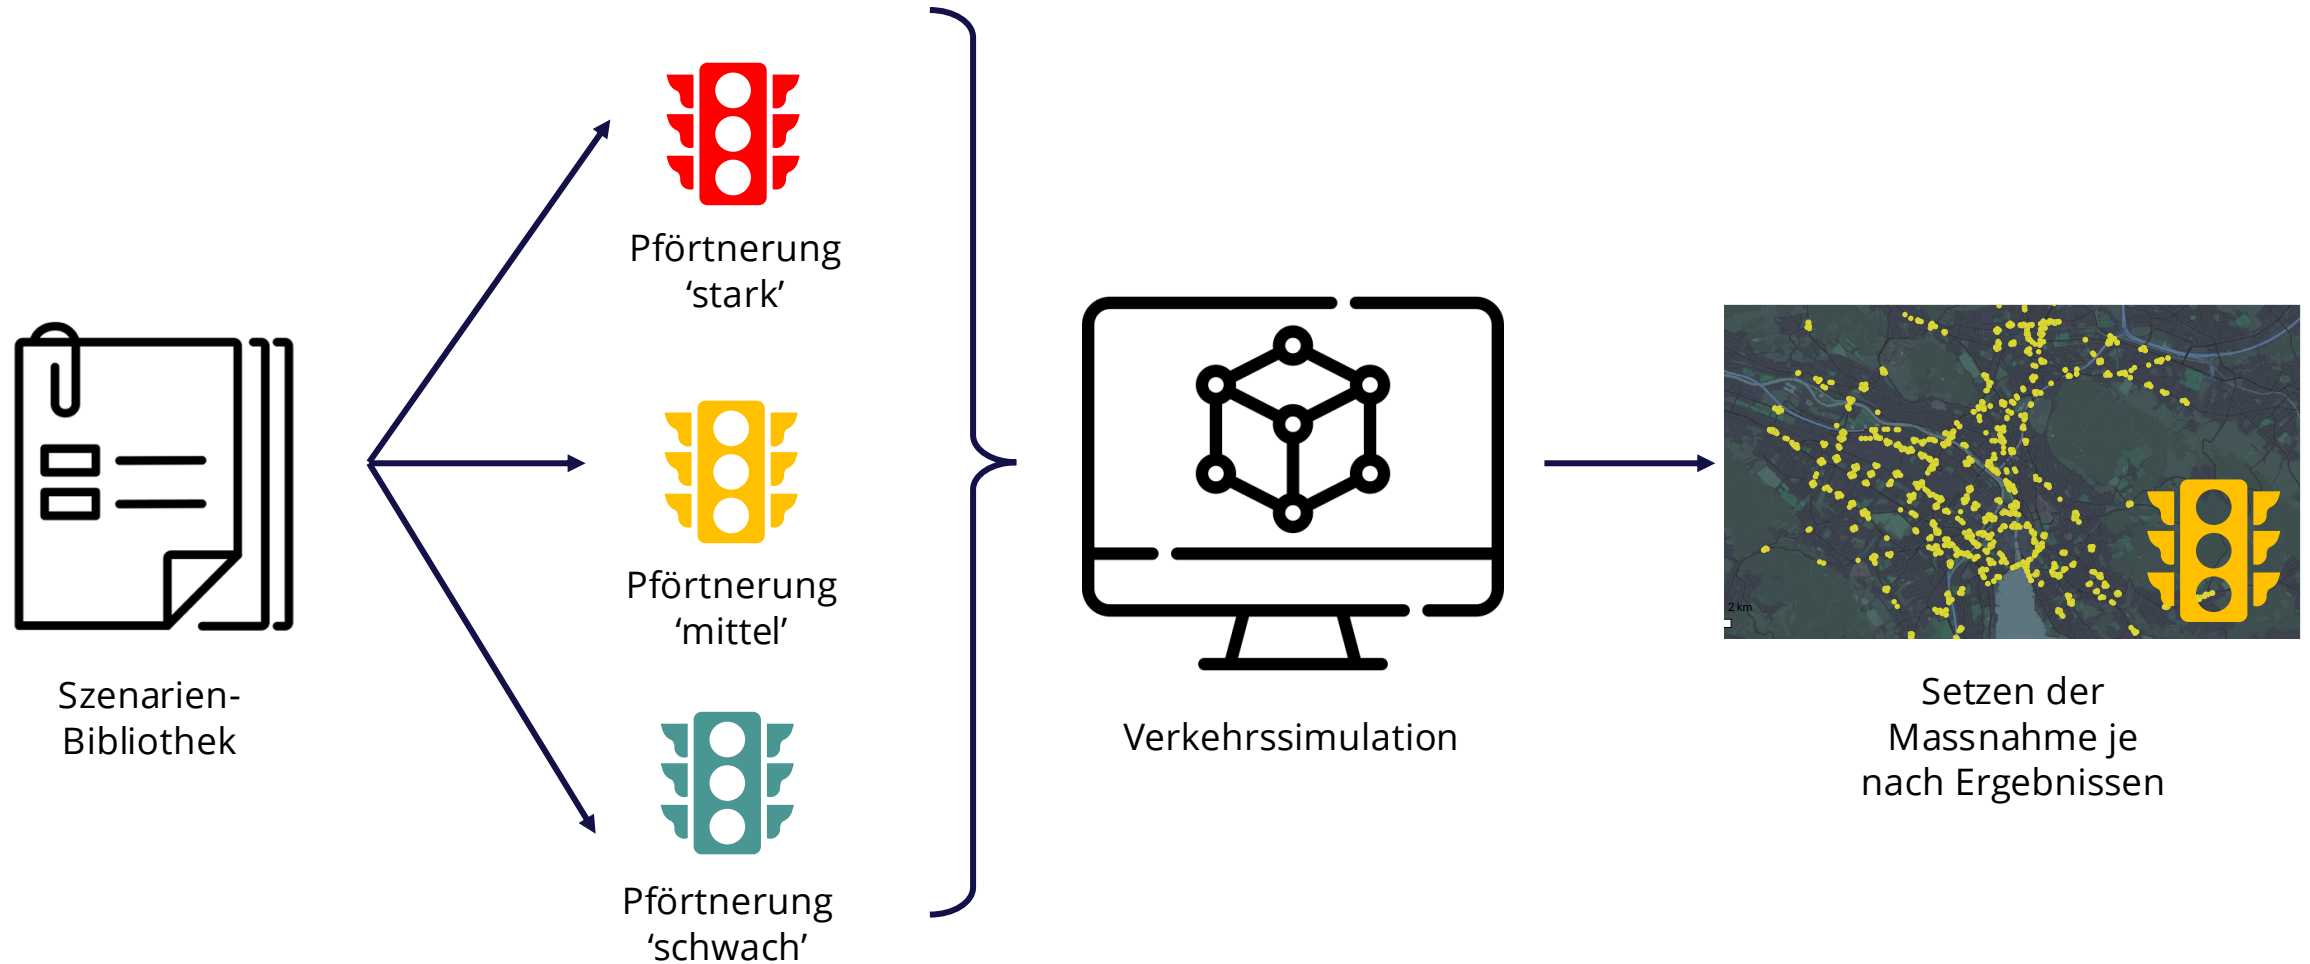 Pförtnerung
‘stark’
Pförtnerung
‘mittel’
Pförtnerung
‘schwach’
Szenarien-
Bibliothek
Verkehrssimulation
2 km
Setzen der
Massnahme je
nach Ergebnissen